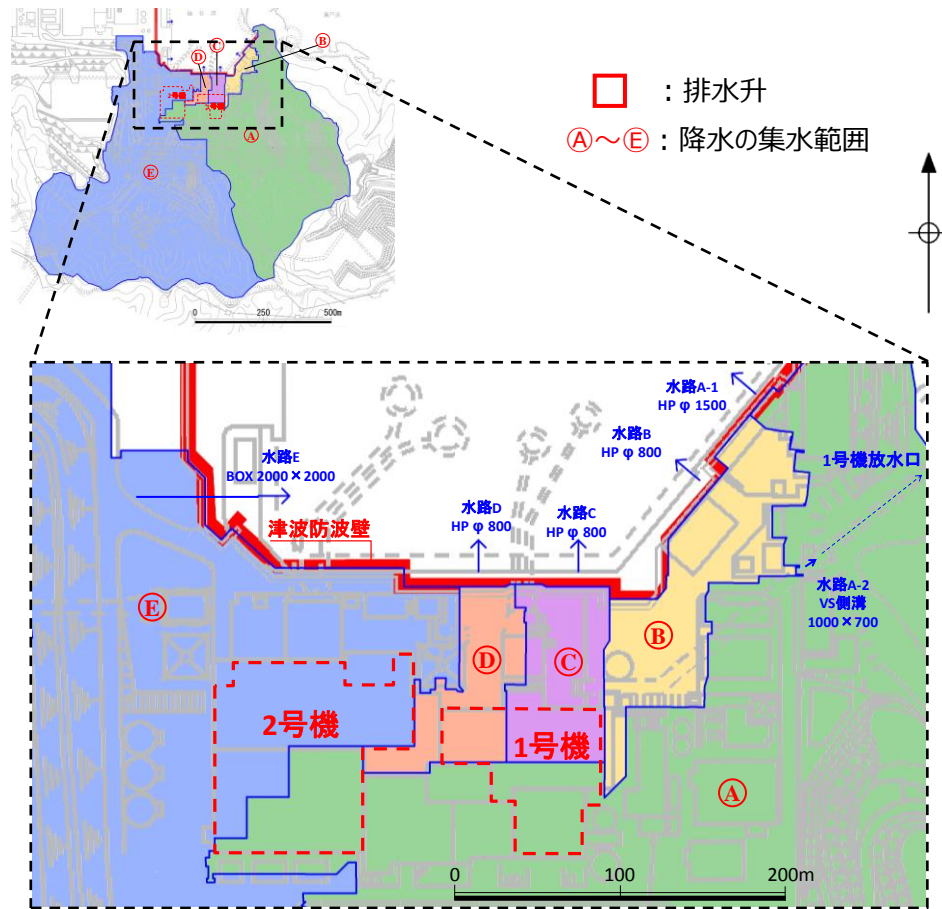 Ⓒ
Ⓓ
Ⓑ
2号機
Ⓐ
Ⓔ
0 250 500m
：排水升
Ⓐ～Ⓔ：降水の集水範囲
水路A-1
HP φ 1500
水路B
HP φ 800
1号機放水口
水路E
BOX 2000×2000
水路D
HP φ 800
水路C
HP φ 800
津波防波壁
水路A-2
VS側溝
1000×700
Ⓔ
Ⓑ
Ⓓ
Ⓒ
2号機
1号機
Ⓐ
0 100 200m